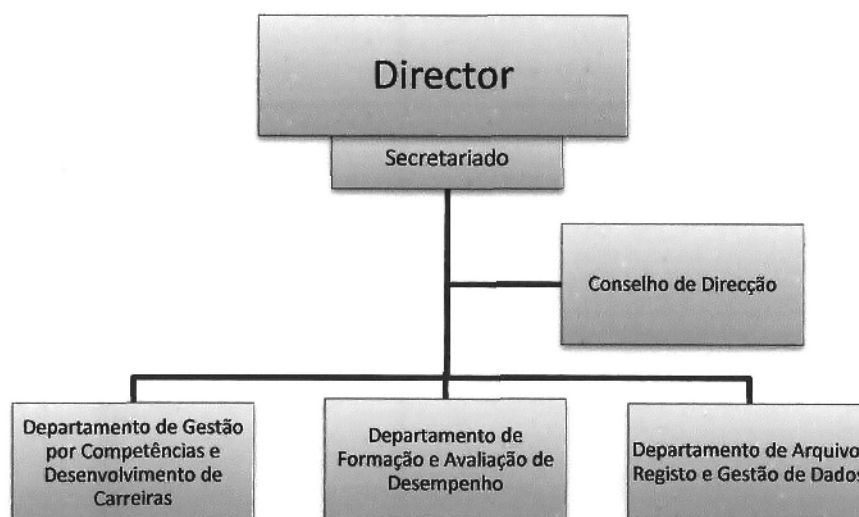 Director
Secretariado
Conselho de Direcção
Departamento de Gestão
por Competências e
Desenvolvimento de
Carreiras
Departamento de
Formação e Avaliação de
Desempenho
Departamento de Arquivo
Registo e Gestão de Dados